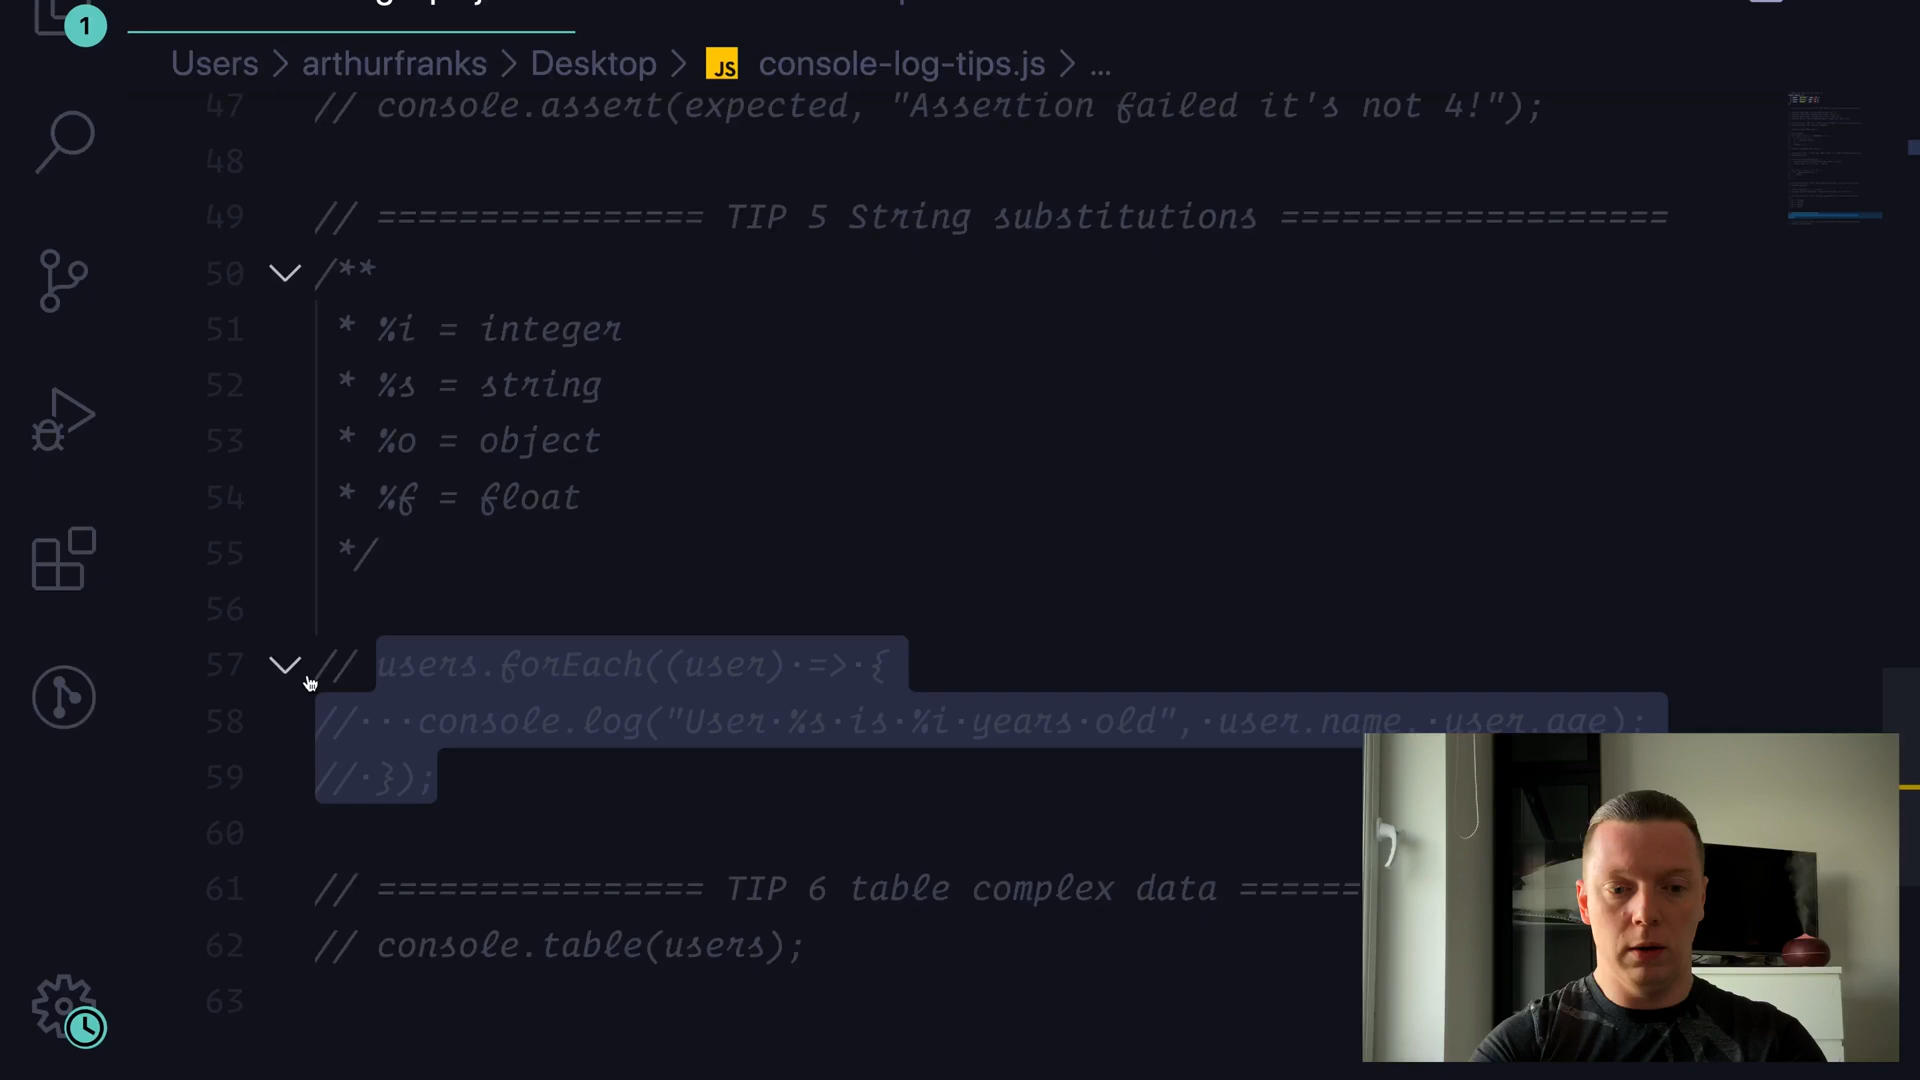 1
Users > arthurfranks > Desktop > JS console-log-tips.js > ...
47 // console.assert(expected, "Assertion failed it's not 4!");
48
49 // ================ TIP 5 String substitutions ===================
50 /**
51 * %i = integer
52 * %s = string
53 * %o = object
54 * %f = float
55 */
56
57 // users.forEach((user) => {
58 //   console.log("User %s is %i years old", user.name, user.age);
59 // });
60
61 // ================ TIP 6 table complex data ======
62 // console.table(users);
63